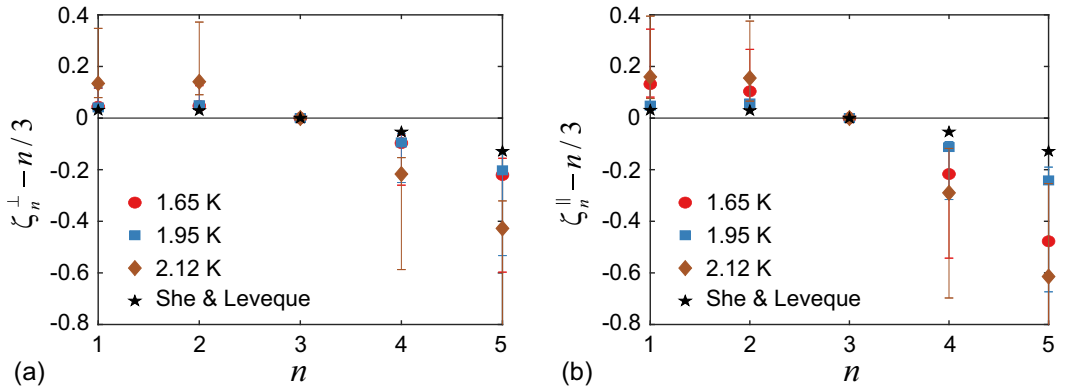 0.4
0.2
0
-0.2
-0.4
-0.6
-0.8
ζn⊥ – n / 3
1.65 K
1.95 K
2.12 K
She & Leveque
1 2 3 4 5
n
(a)
0.4
0.2
0
-0.2
-0.4
-0.6
-0.8
ζn∥ – n / 3
1.65 K
1.95 K
2.12 K
She & Leveque
1 2 3 4 5
n
(b)